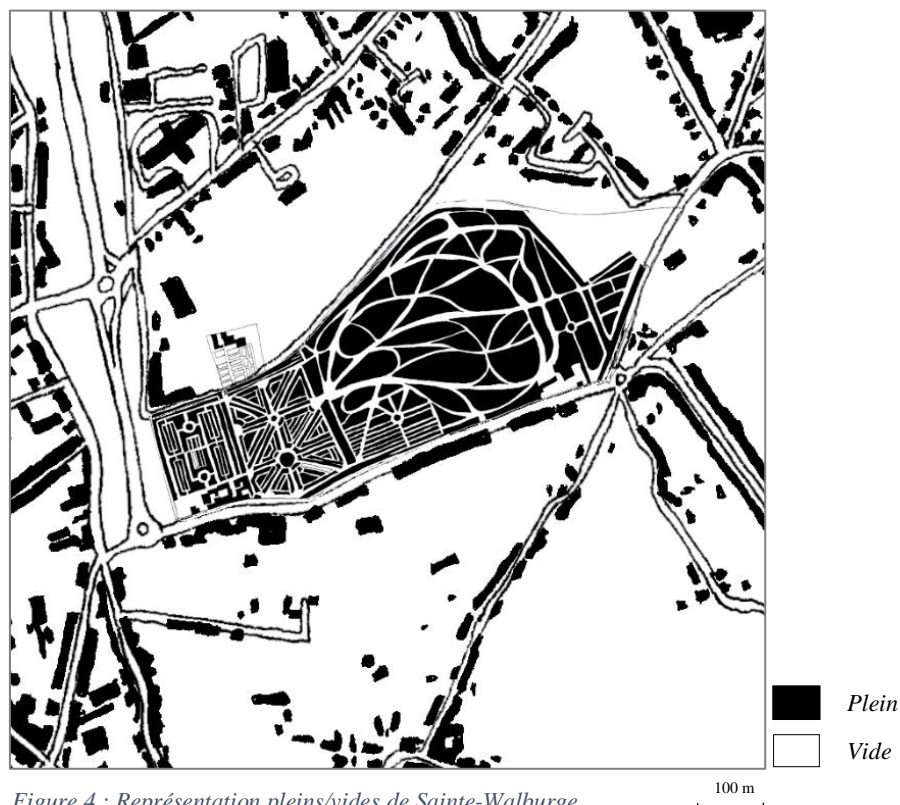 Plein
Vide
100 m
Figure 4 : Représentation pleins/vides de Sainte-Walburge